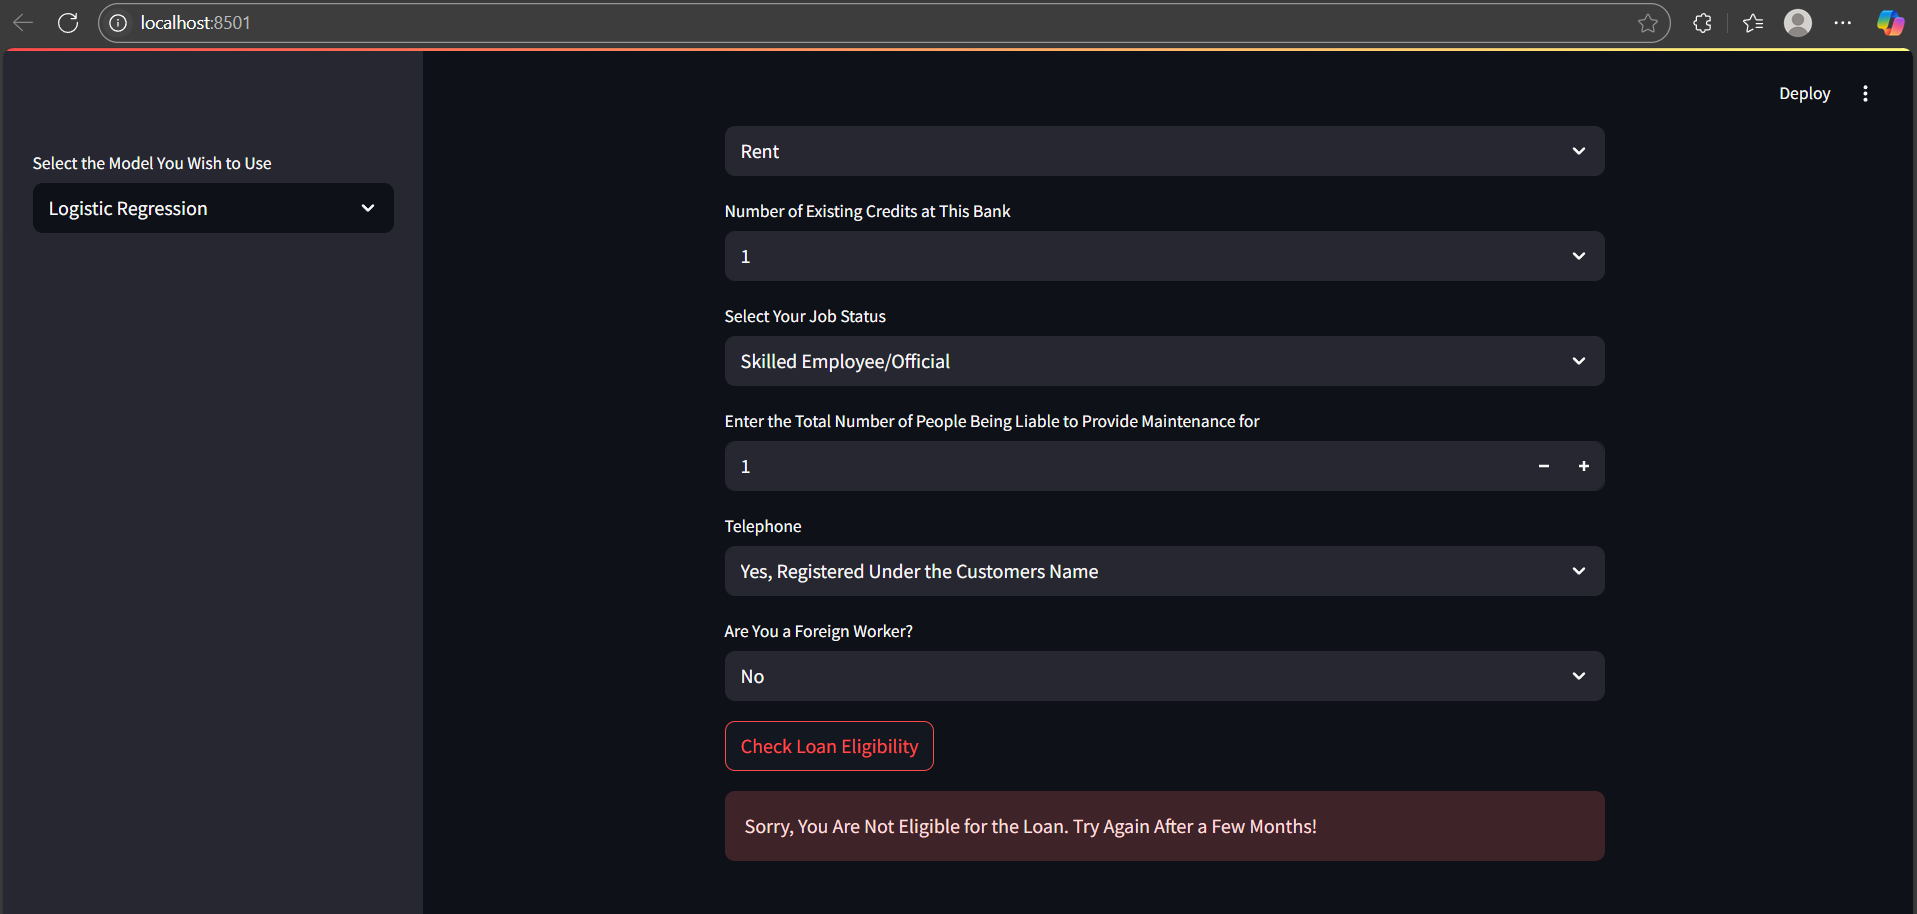 localhost:8501
Deploy
Select the Model You Wish to Use
Logistic Regression
Rent
Number of Existing Credits at This Bank
1
Select Your Job Status
Skilled Employee/Official
Enter the Total Number of People Being Liable to Provide Maintenance for
1
Telephone
Yes, Registered Under the Customers Name
Are You a Foreign Worker?
No
Check Loan Eligibility
Sorry, You Are Not Eligible for the Loan. Try Again After a Few Months!